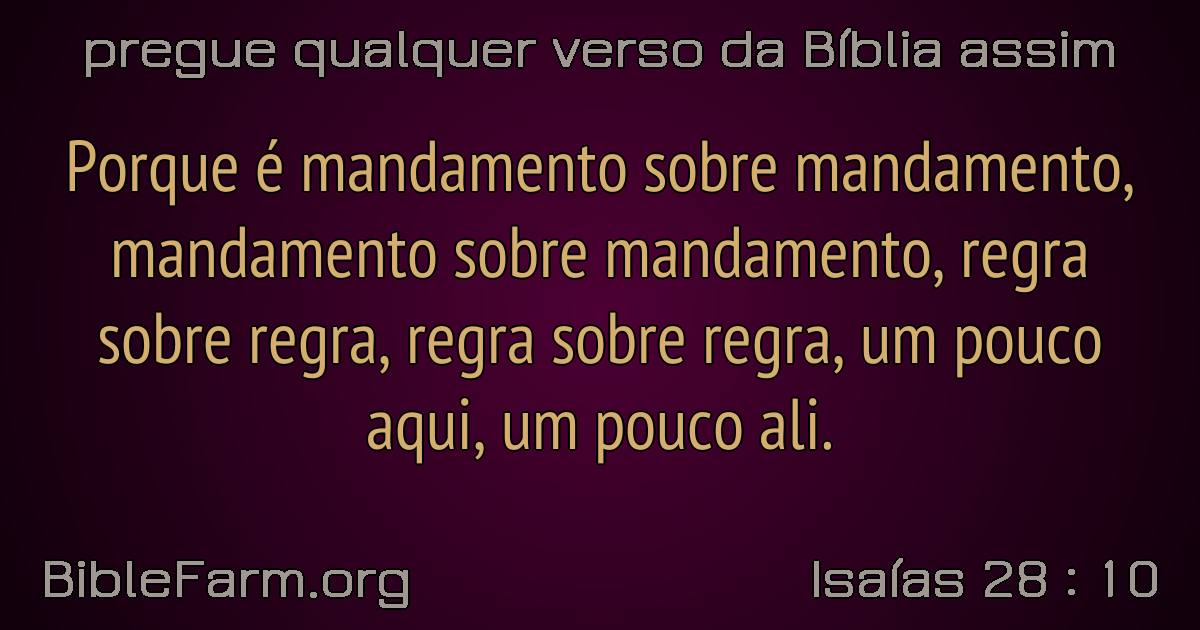 pregue qualquer verso da Bíblia assim
Porque é mandamento sobre mandamento,
mandamento sobre mandamento, regra
sobre regra, regra sobre regra, um pouco
aqui, um pouco ali.
BibleFarm.org
Isaías 28 : 10